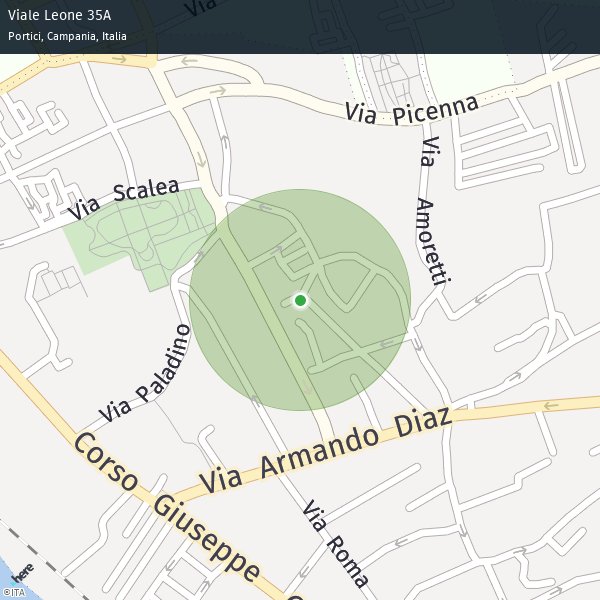 Viale Leone 35A
Portici, Campania, Italia
Via
Via Picenna
Via Scalea
Via Amoretti
Via Paladino
Via Armando Diaz
Corso Giuseppe
Via Roma
here
©ITA